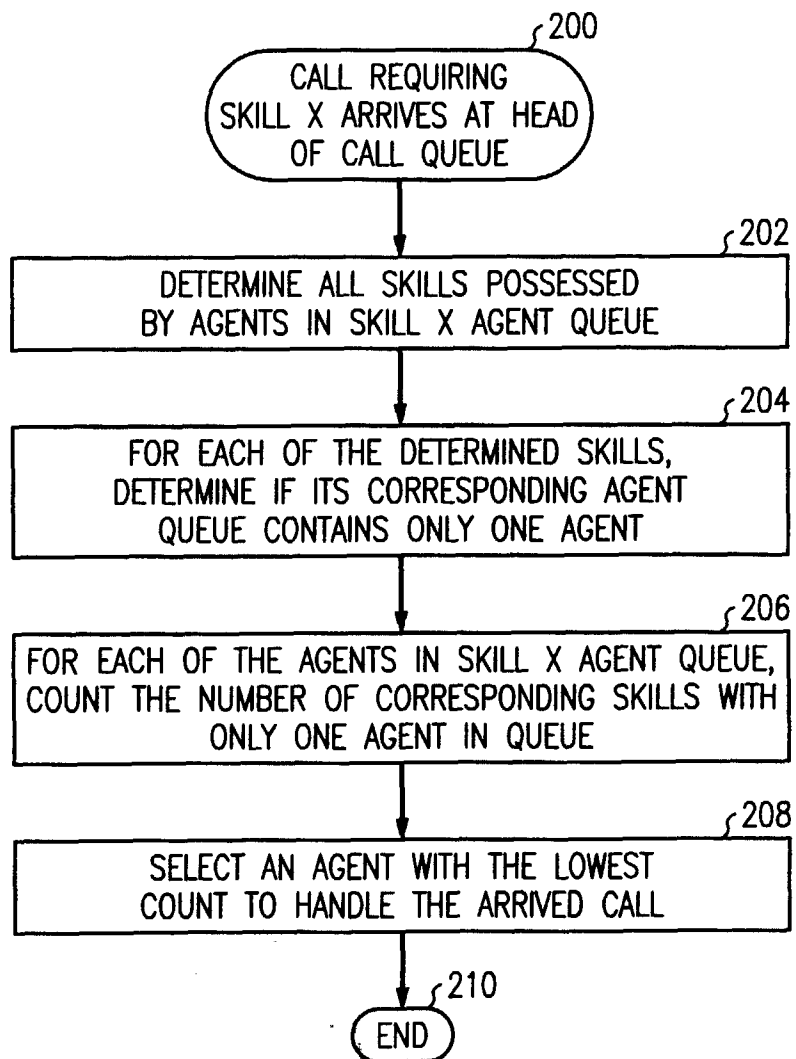 200
CALL REQUIRING
SKILL X ARRIVES AT HEAD
OF CALL QUEUE
202
DETERMINE ALL SKILLS POSSESSED
BY AGENTS IN SKILL X AGENT QUEUE
204
FOR EACH OF THE DETERMINED SKILLS,
DETERMINE IF ITS CORRESPONDING AGENT
QUEUE CONTAINS ONLY ONE AGENT
206
FOR EACH OF THE AGENTS IN SKILL X AGENT QUEUE,
COUNT THE NUMBER OF CORRESPONDING SKILLS WITH
ONLY ONE AGENT IN QUEUE
208
SELECT AN AGENT WITH THE LOWEST
COUNT TO HANDLE THE ARRIVED CALL
210
END